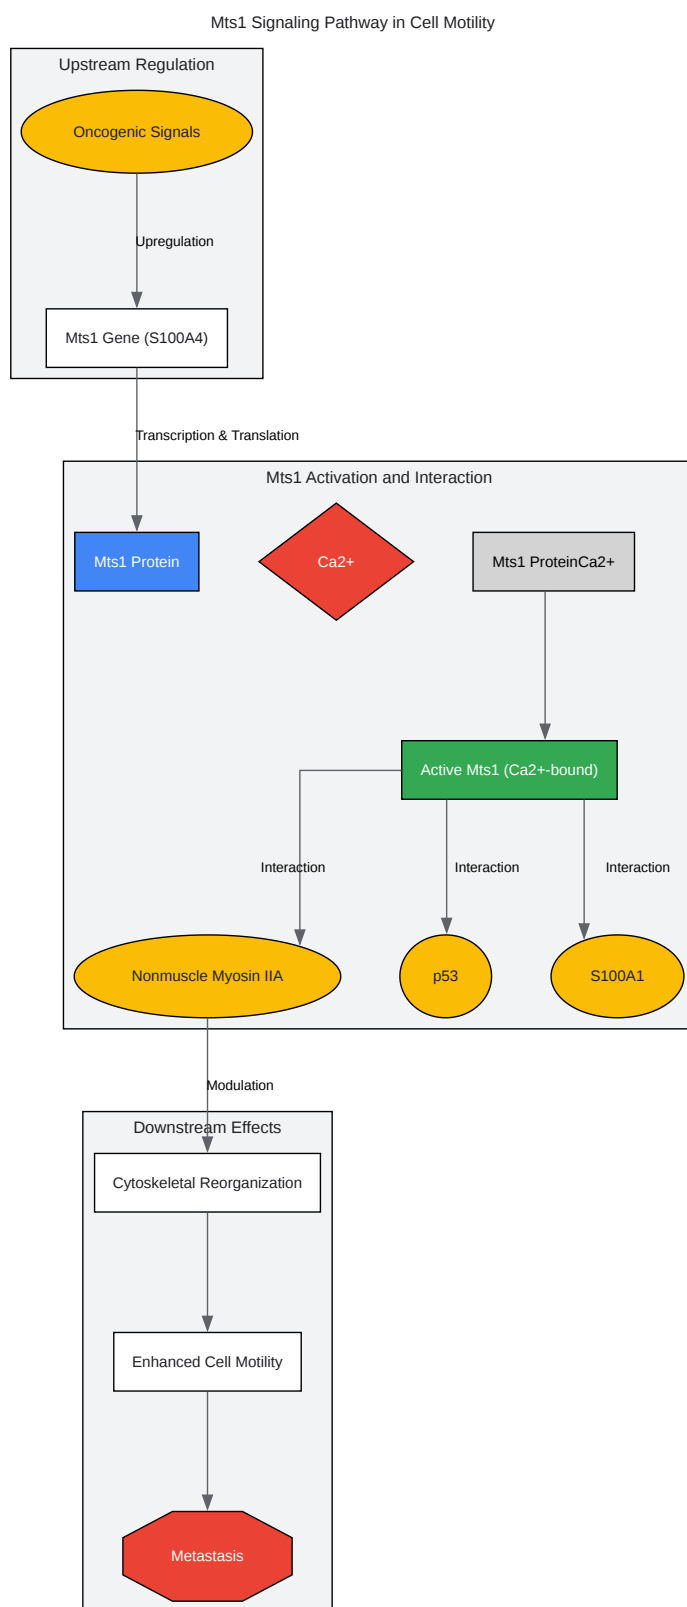 Mts1 Signaling Pathway in Cell Motility
Upstream Regulation
Oncogenic Signals
Upregulation
Mts1 Gene (S100A4)
Transcription & Translation
Mts1 Activation and Interaction
Mts1 Protein
Ca2+
Mts1 ProteinCa2+
Active Mts1 (Ca2+-bound)
Interaction
Interaction
Interaction
Nonmuscle Myosin IIA
p53
S100A1
Modulation
Downstream Effects
Cytoskeletal Reorganization
Enhanced Cell Motility
Metastasis